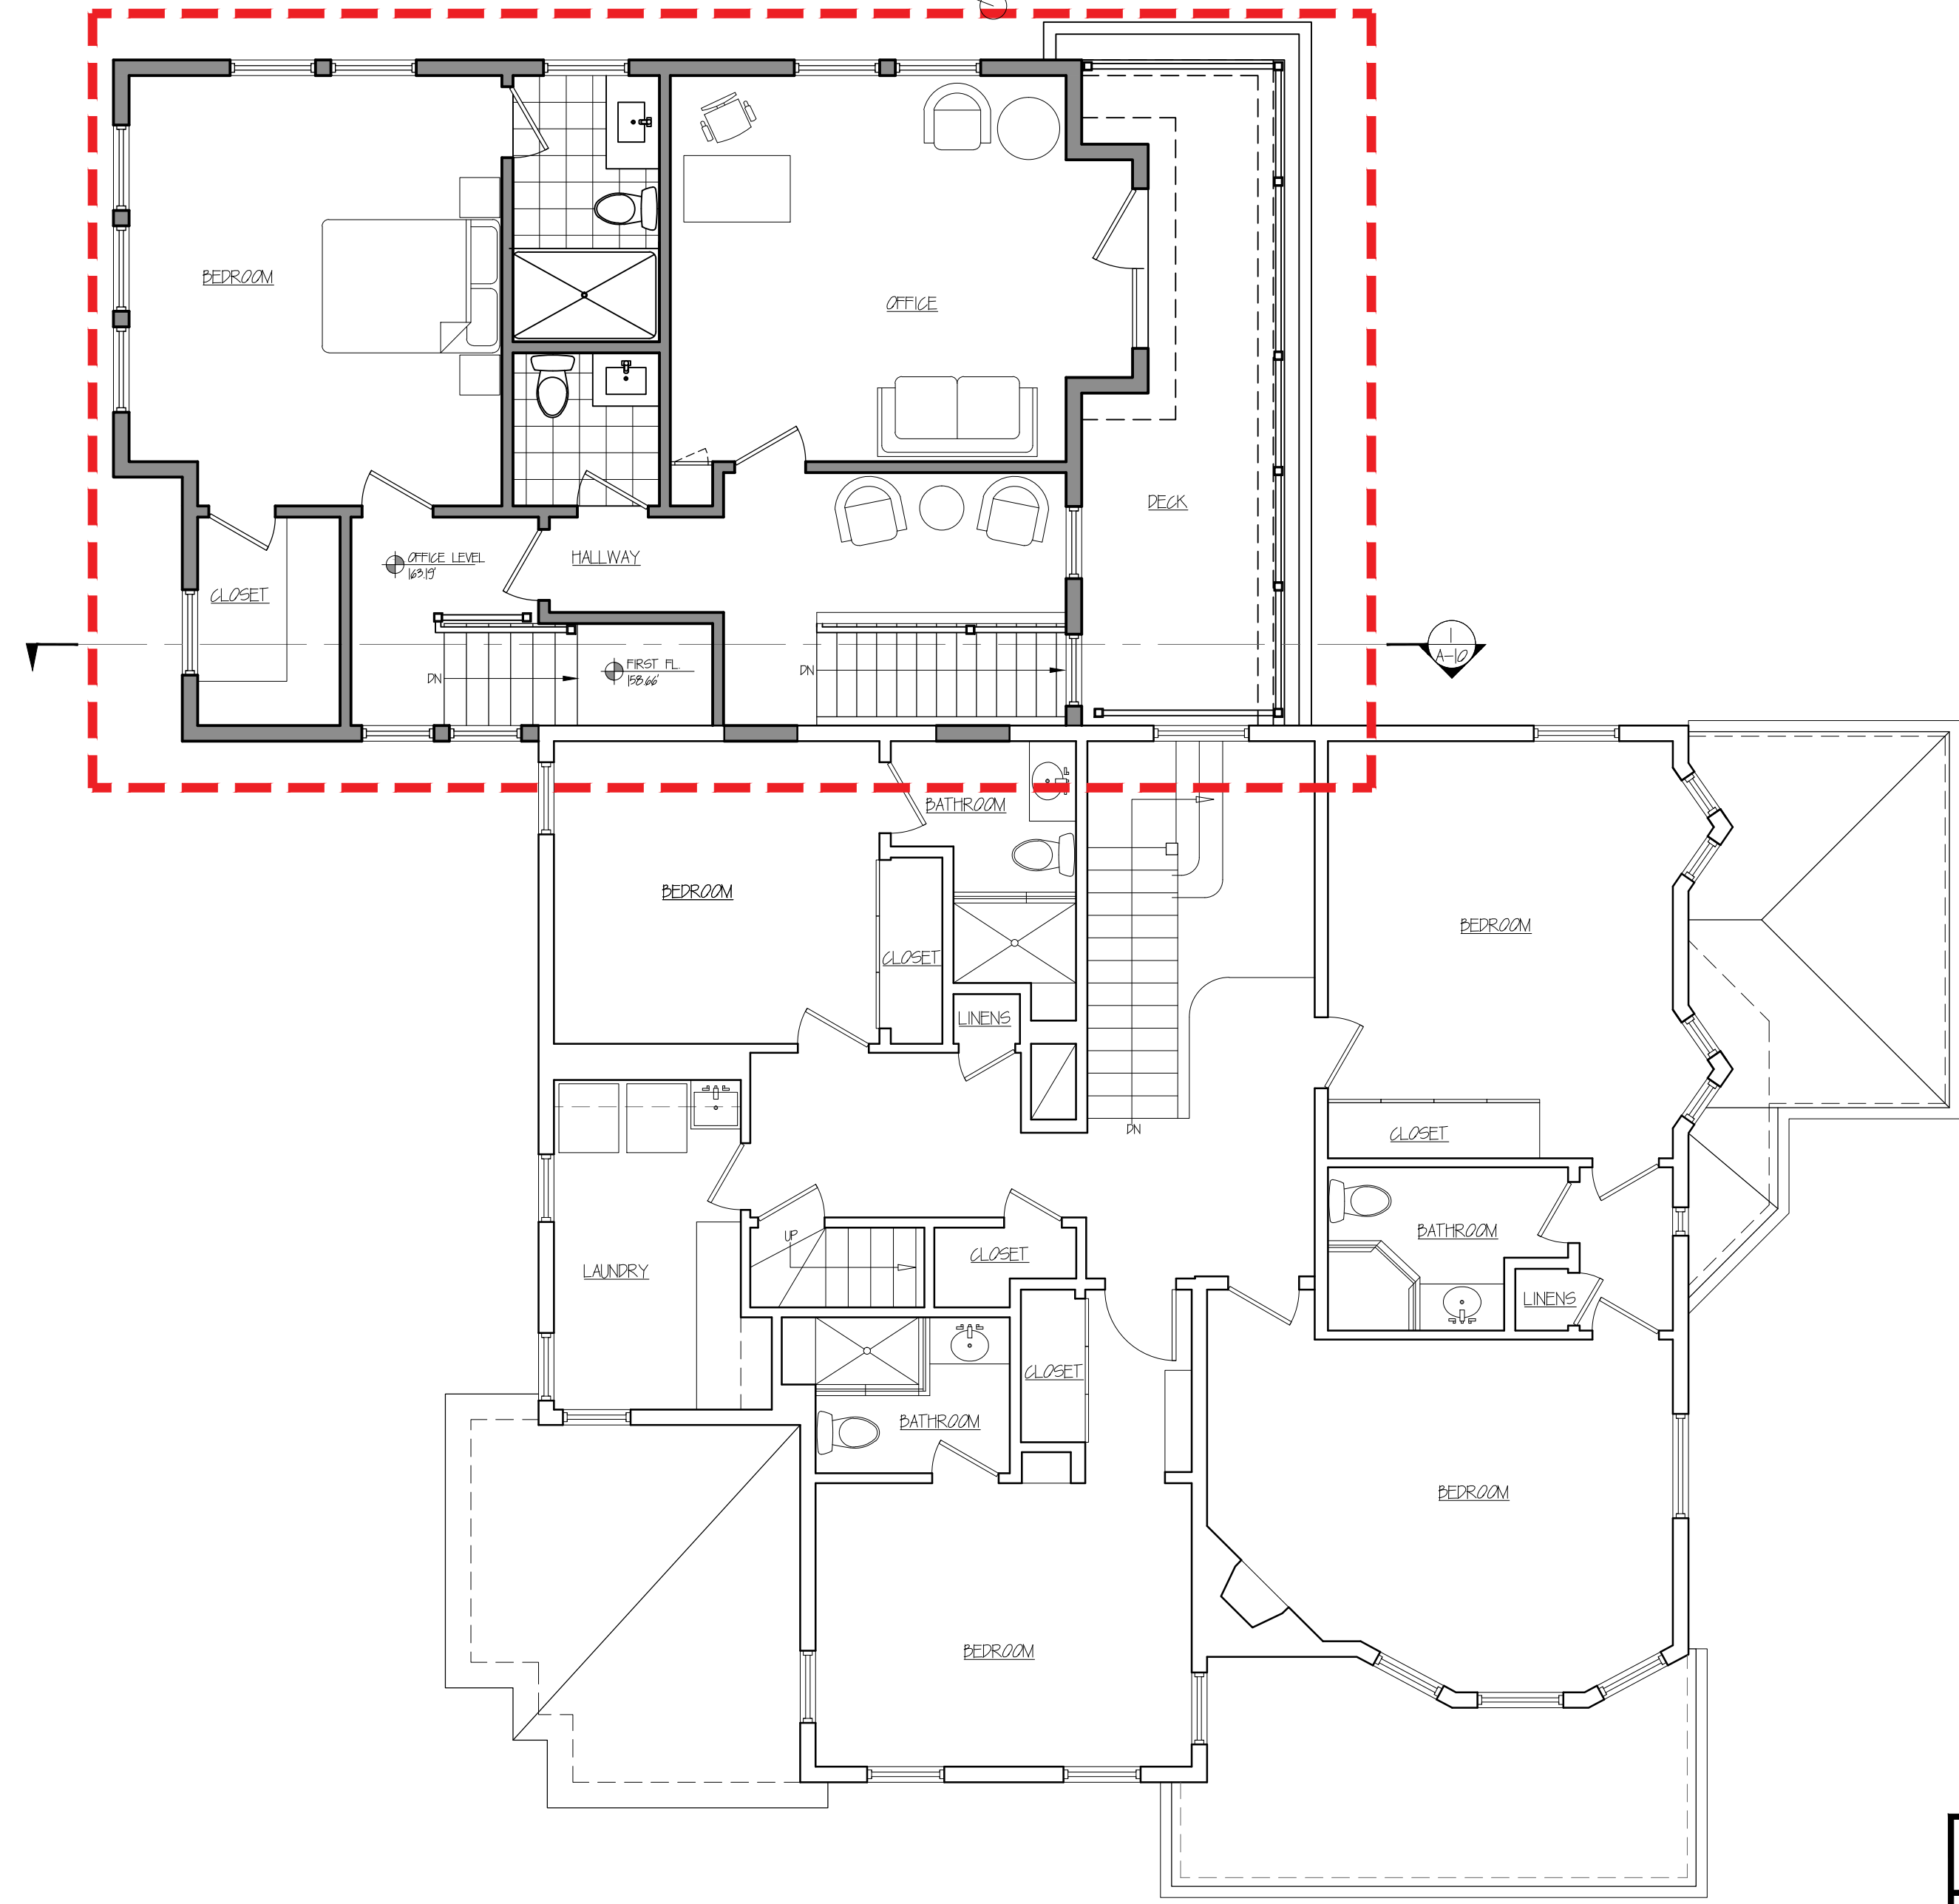 BEDROOM
OFFICE
DECK
OFFICE LEVEL
163.19'
HALLWAY
CLOSET
1
A-10
DN
FIRST FL.
158.66'
DN
BATHROOM
BEDROOM
BEDROOM
CLOSET
LINENS
DN
CLOSET
UP
BATHROOM
CLOSET
LAUNDRY
LINENS
CLOSET
BATHROOM
BEDROOM
BEDROOM